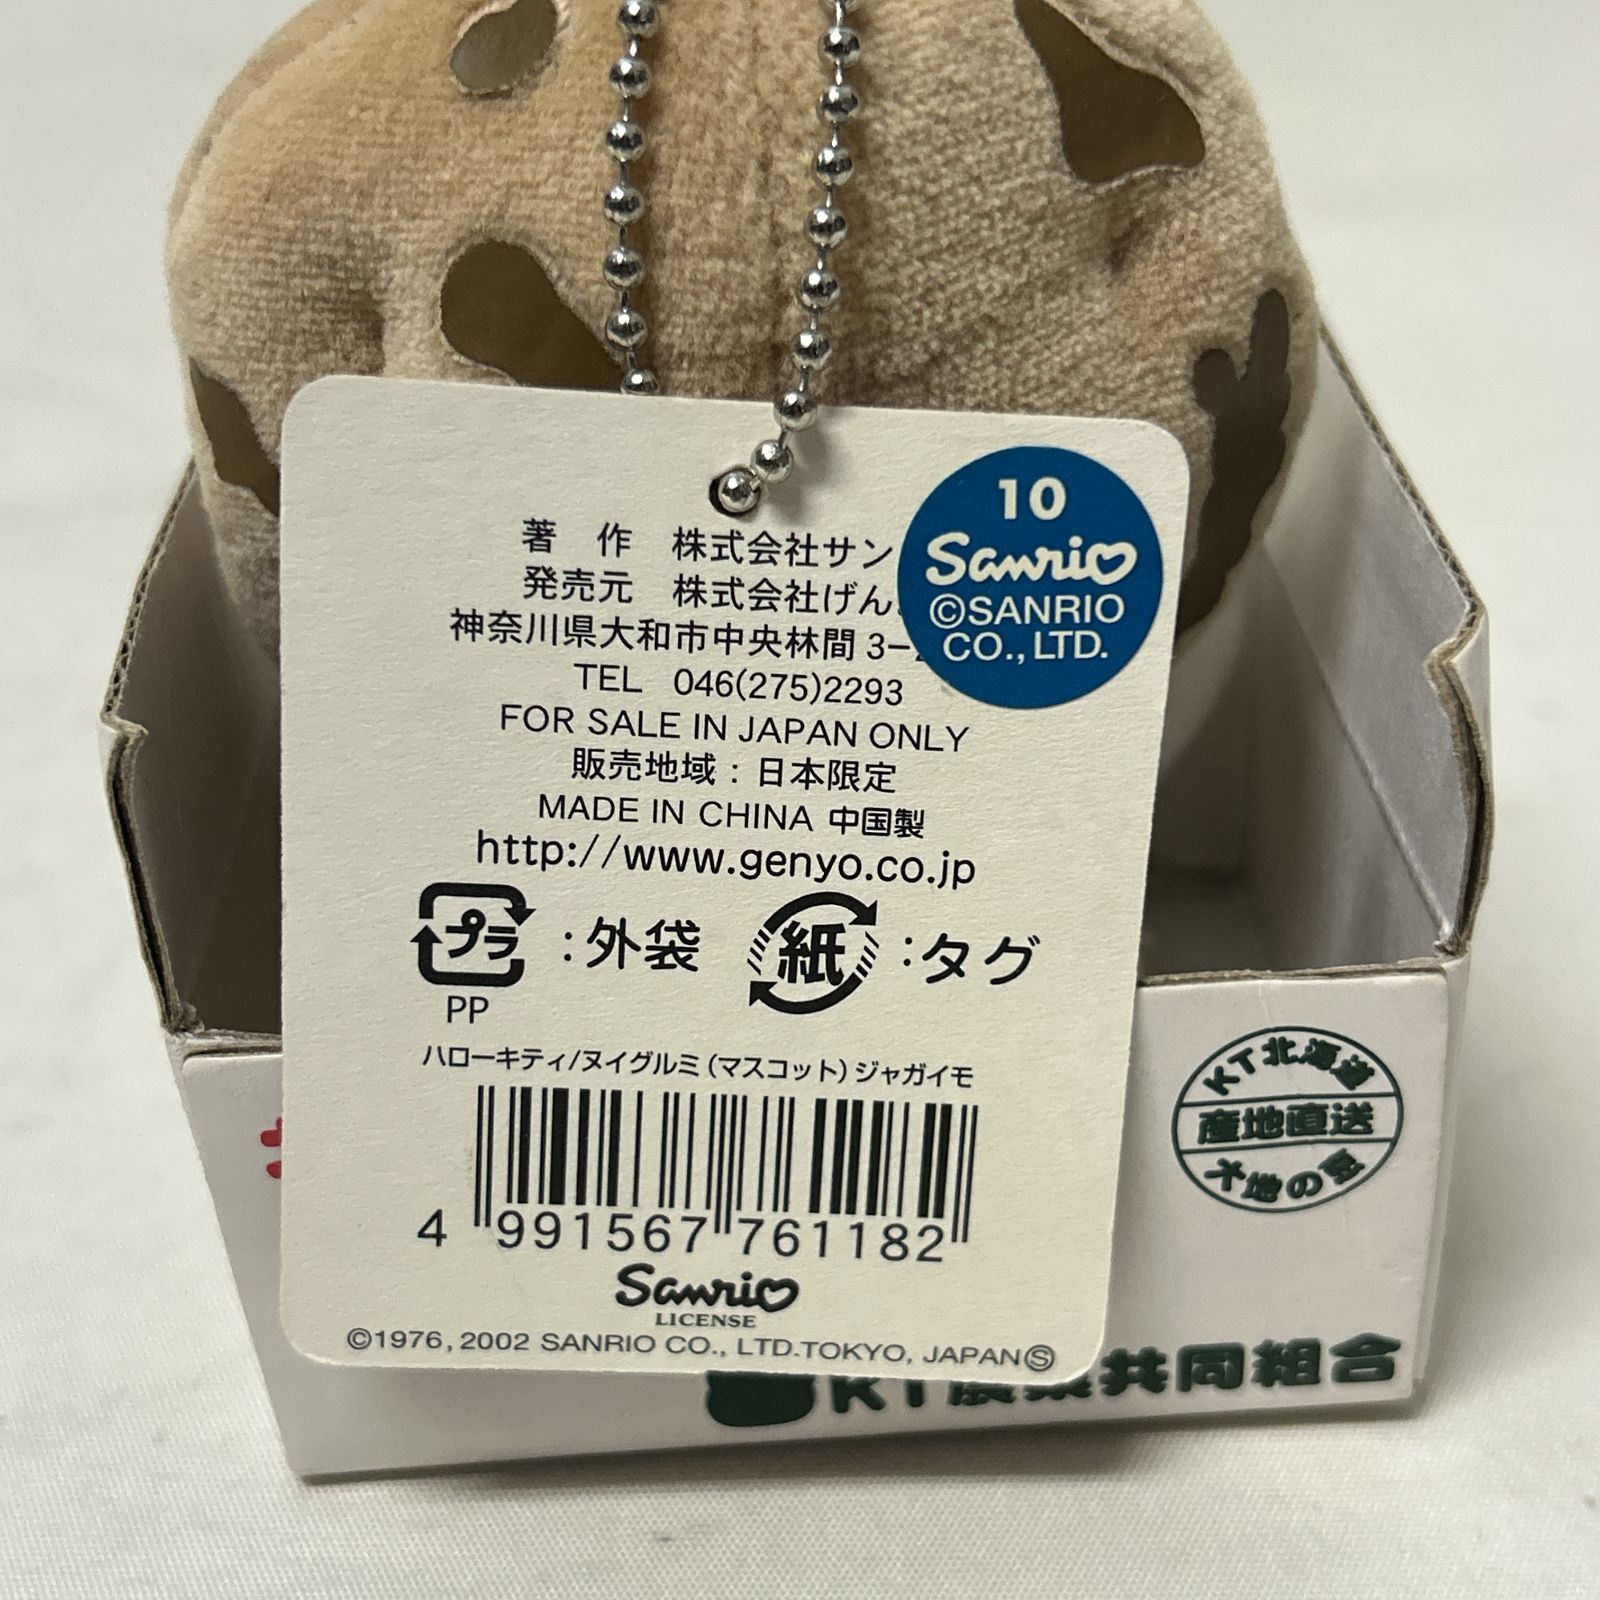 著 作 株式会社サン
発売元 株式会社げん
神奈川県大和市中央林間 3-
TEL 046(275)2293
FOR SALE IN JAPAN ONLY
販売地域：日本限定
MADE IN CHINA 中国製
http://www.genyo.co.jp
10
Sanrio
©SANRIO
CO.,LTD.
プラ :外袋
PP
紙 :タグ
ハローキティ/ヌイグルミ(マスコット)ジャガイモ
4 991567 761182
Sanrio
LICENSE
©1976, 2002 SANRIO CO., LTD.TOKYO, JAPANⓈ
KT北海道
産地直送
大地の恵
KT農業共同組合